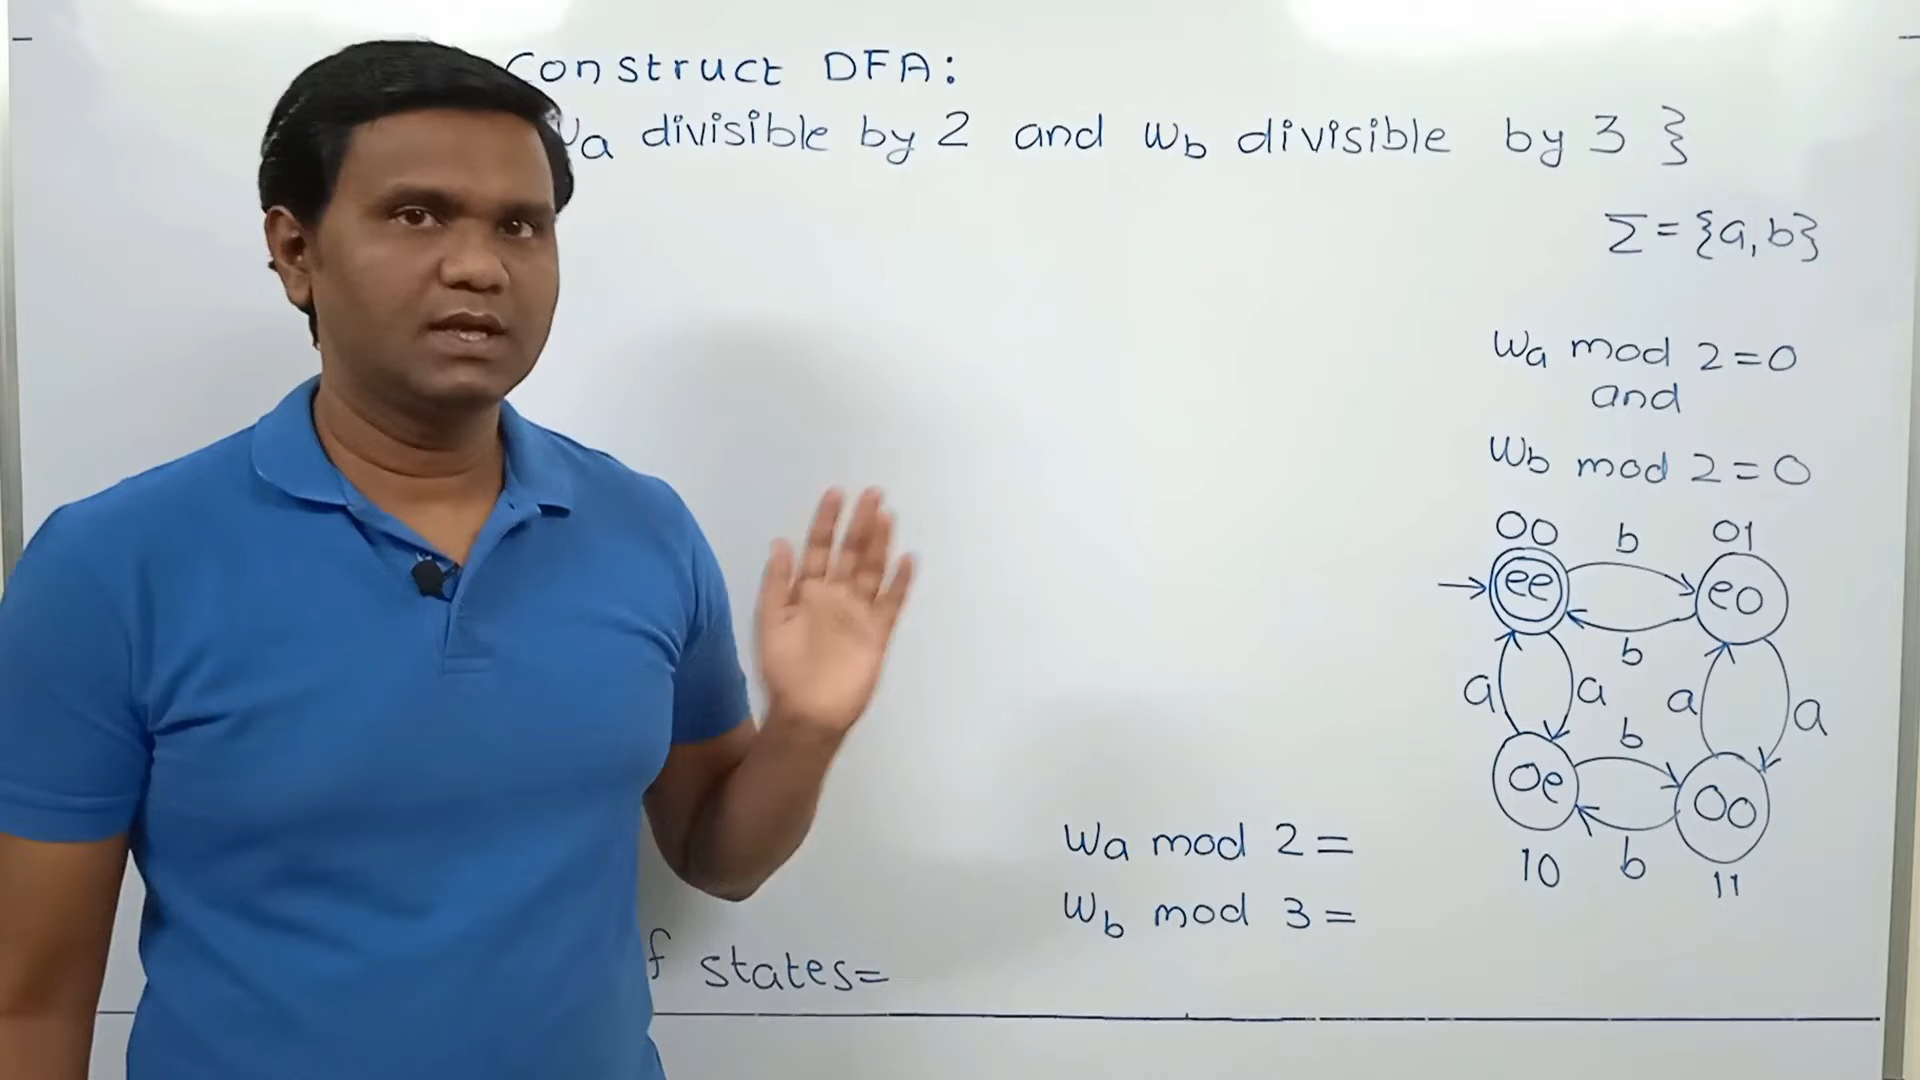 Construct DFA:
wa divisible by 2 and wb divisible by 3 }
Σ = {a, b}
wa mod 2 = 0
and
wb mod 2 = 0
00 b 01
ee eo
b
a a a a
b
oe oo
b
10 11
wa mod 2 =
wb mod 3 =
f states=